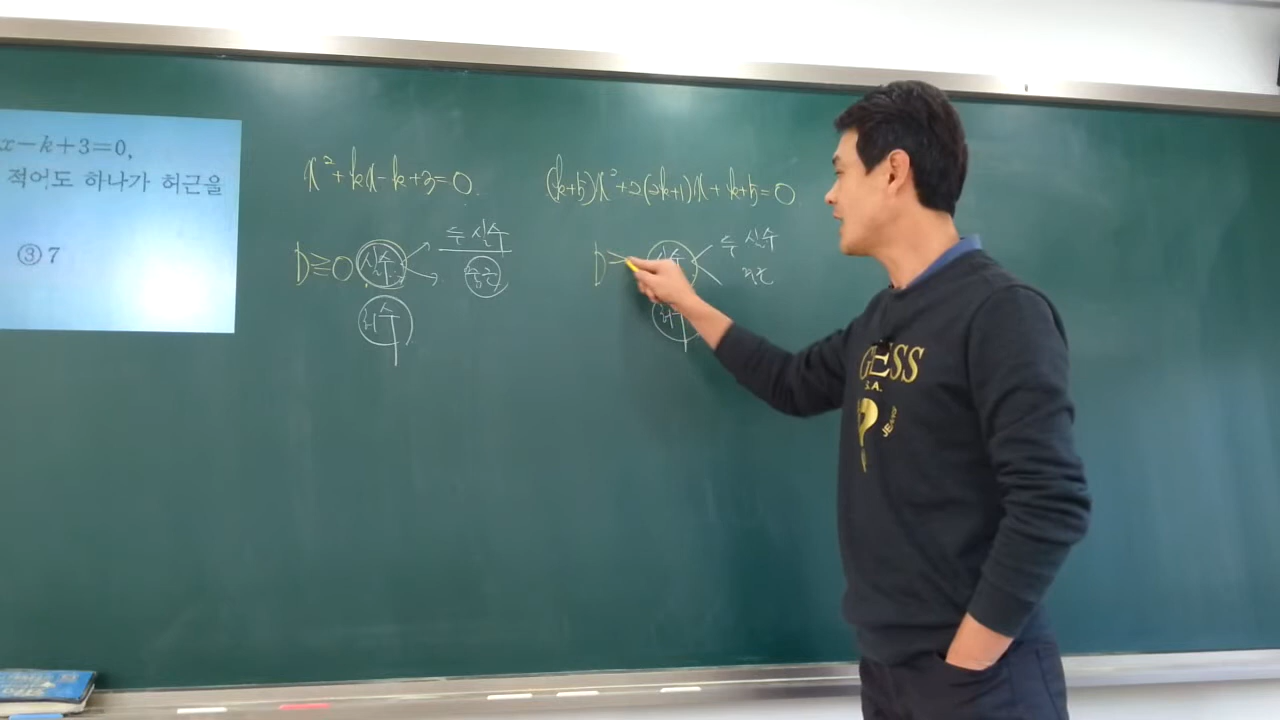 x-k+3=0,
적어도 하나가 허근을
③ 7
x²+kx-k+3=0.
(k+5)x²+2(2k+1)x+k+5=0
D≥0 실수 두 실수
중근
허수
D> 실수 두 실수
허수
GUESS
U.S.A.